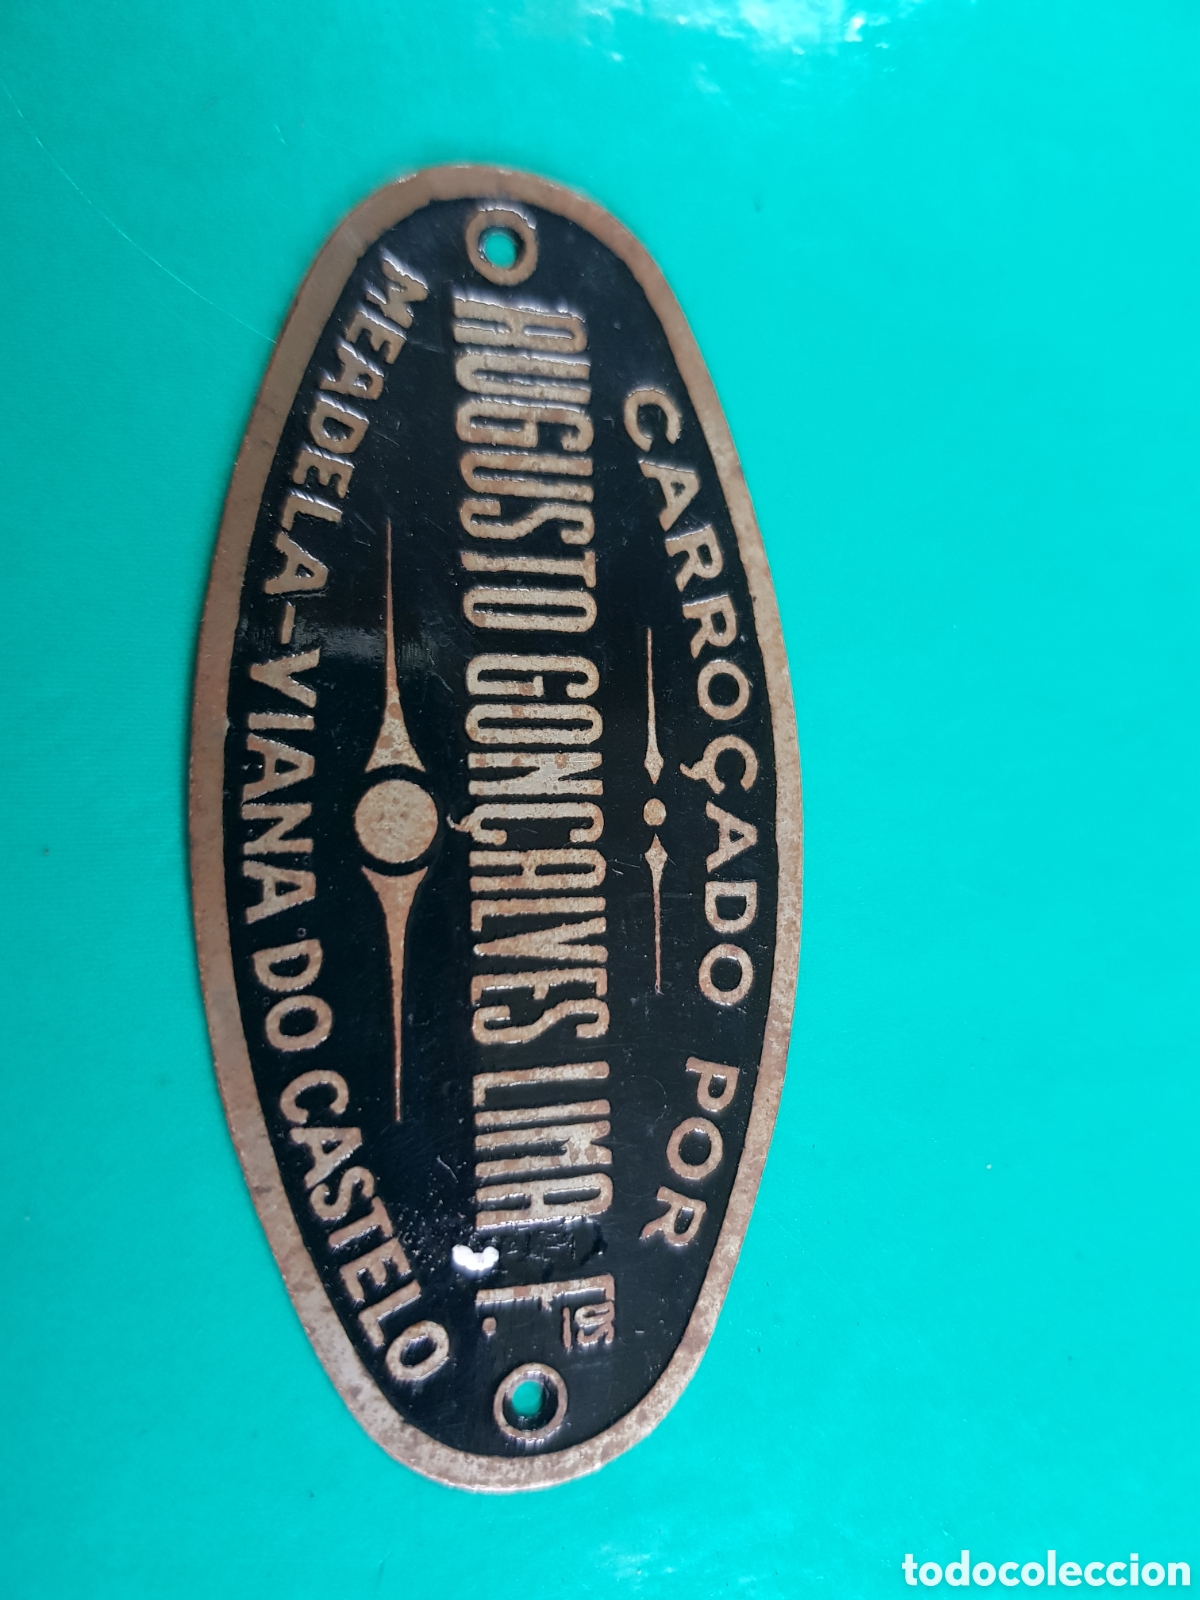 CARROÇADO POR
AUGUSTO GONÇALVES LIMA F.ᵒˢ
MEADELA-VIANA DO CASTELO
todocoleccion